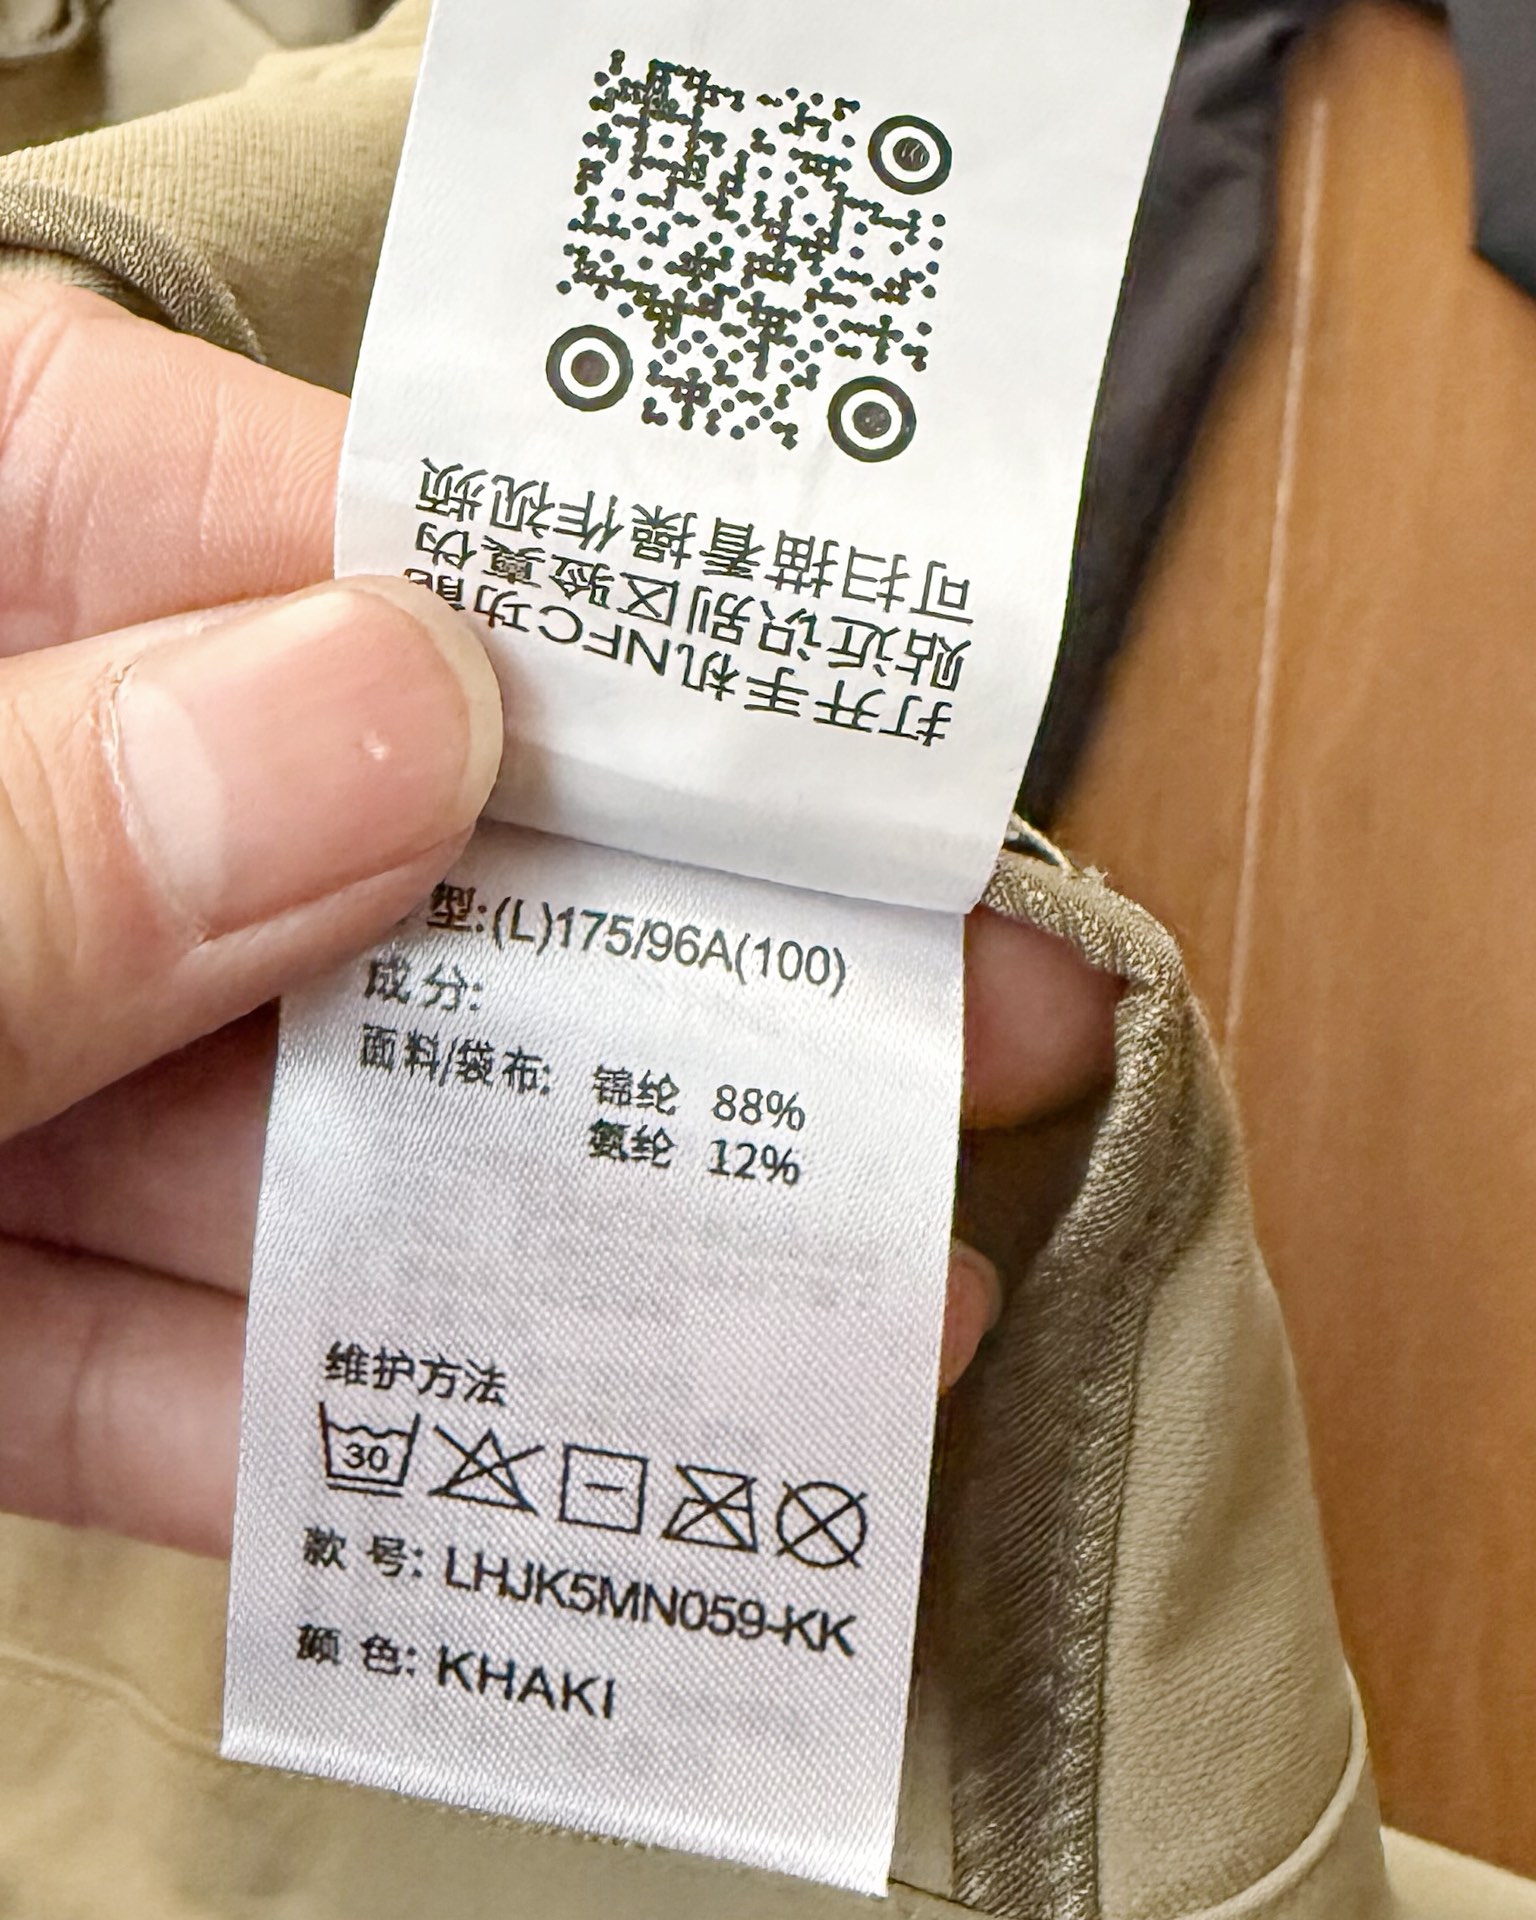 打开手机NFC功能
贴近识别区验真伪
可扫描看操作视频
型:(L)175/96A(100)
成分:
面料/袋布: 锦纶 88%
氨纶 12%
维护方法
30
款 号: LHJK5MN059-KK
颜 色: KHAKI